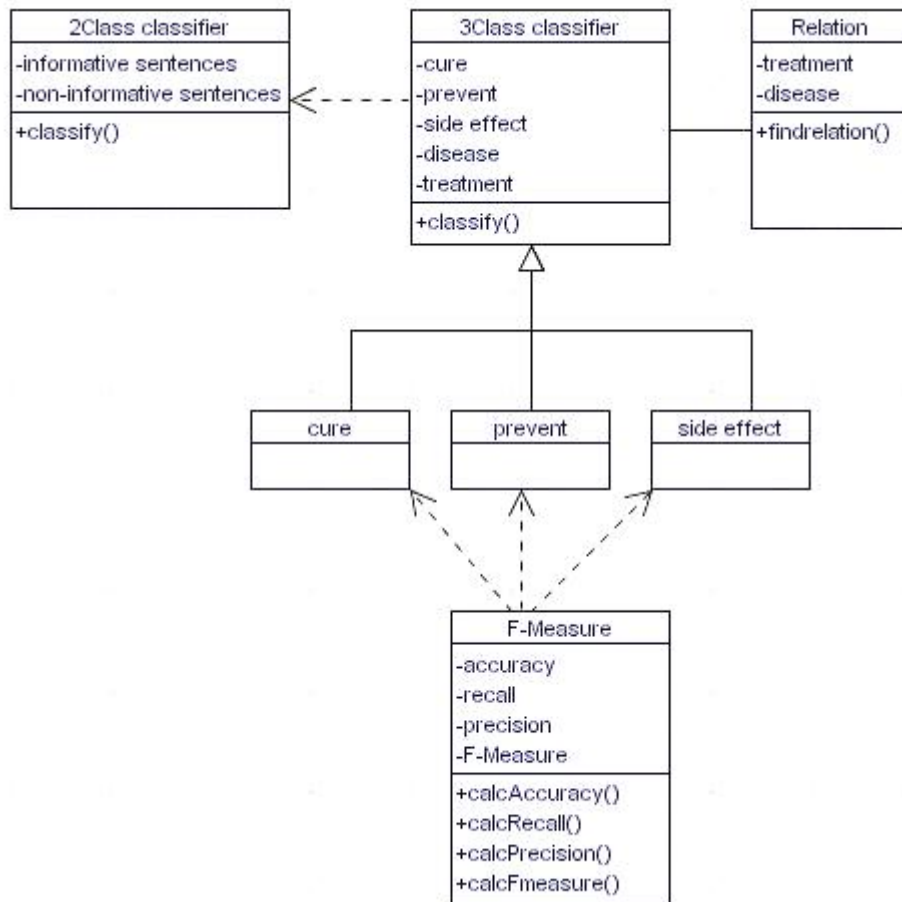 2Class classifier
-informative sentences
-non-informative sentences
+classify()
3Class classifier
-cure
-prevent
-side effect
-disease
-treatment
+classify()
Relation
-treatment
-disease
+findrelation()
cure
prevent
side effect
F-Measure
-accuracy
-recall
-precision
-F-Measure
+calcAccuracy()
+calcRecall()
+calcPrecision()
+calcFmeasure()